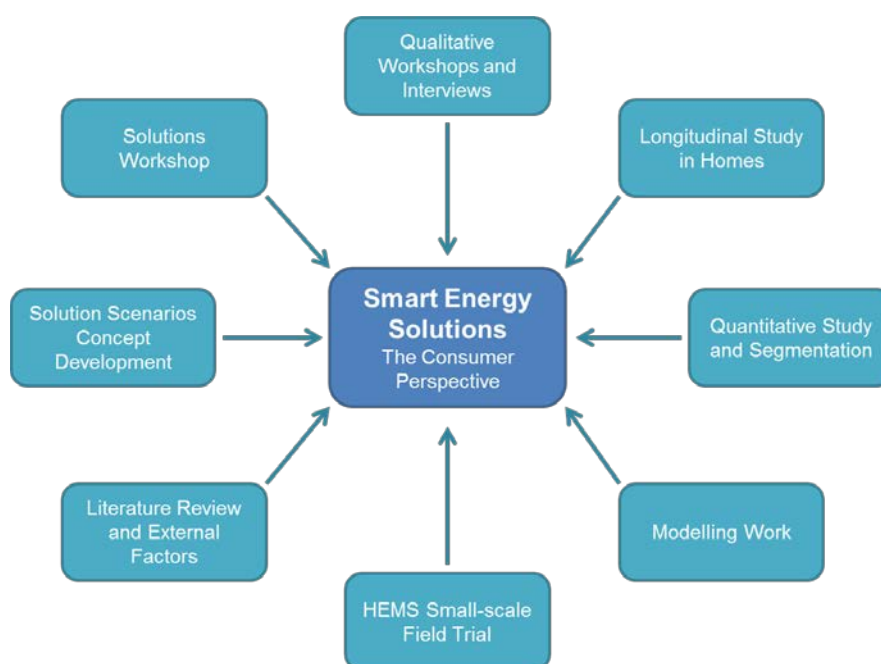 Qualitative
Workshops and
Interviews
Solutions
Workshop
Longitudinal Study
in Homes
Smart Energy
Solutions
The Consumer
Perspective
Solution Scenarios
Concept
Development
Quantitative Study
and Segmentation
Literature Review
and External
Factors
Modelling Work
HEMS Small-scale
Field Trial